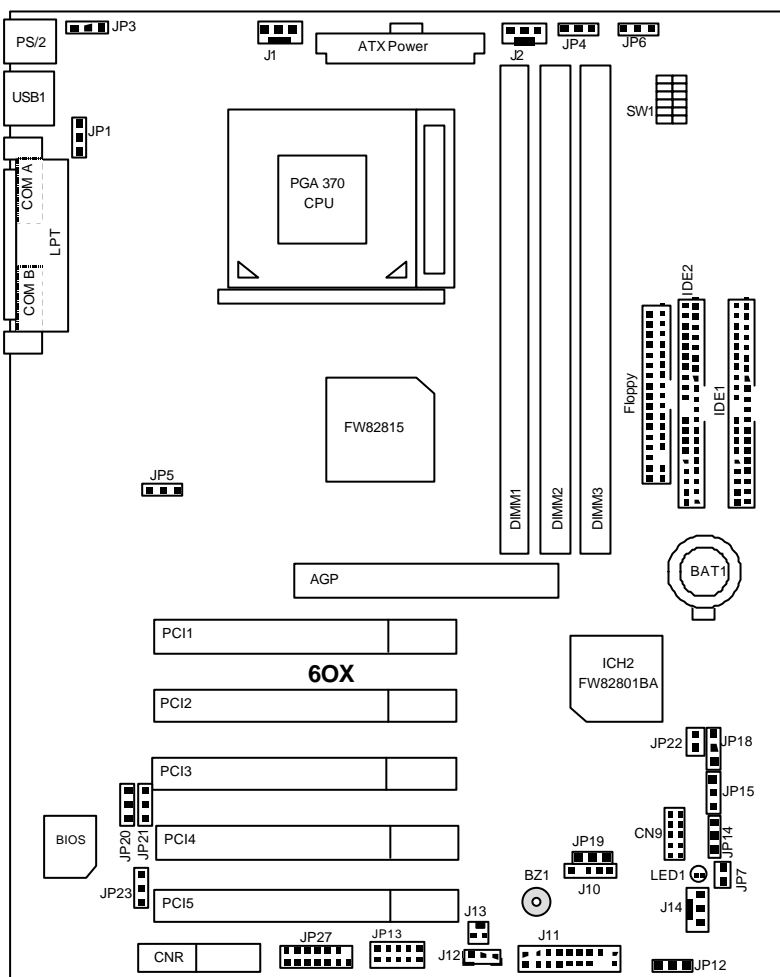 JP3
J1
ATX Power
J2
JP4
JP6
PS/2
USB1
SW1
JP1
COM A
LPT
COM B
PGA 370
CPU
IDE2
Floppy
IDE1
FW82815
JP5
DIMM1
DIMM2
DIMM3
AGP
BAT1
PCI1
6OX
ICH2
FW82801BA
PCI2
JP22
JP18
PCI3
JP15
JP20
JP21
BIOS
PCI4
CN9
JP14
JP19
J10
BZ1
LED1
JP7
JP23
PCI5
J14
J13
CNR
JP27
JP13
J12
J11
JP12